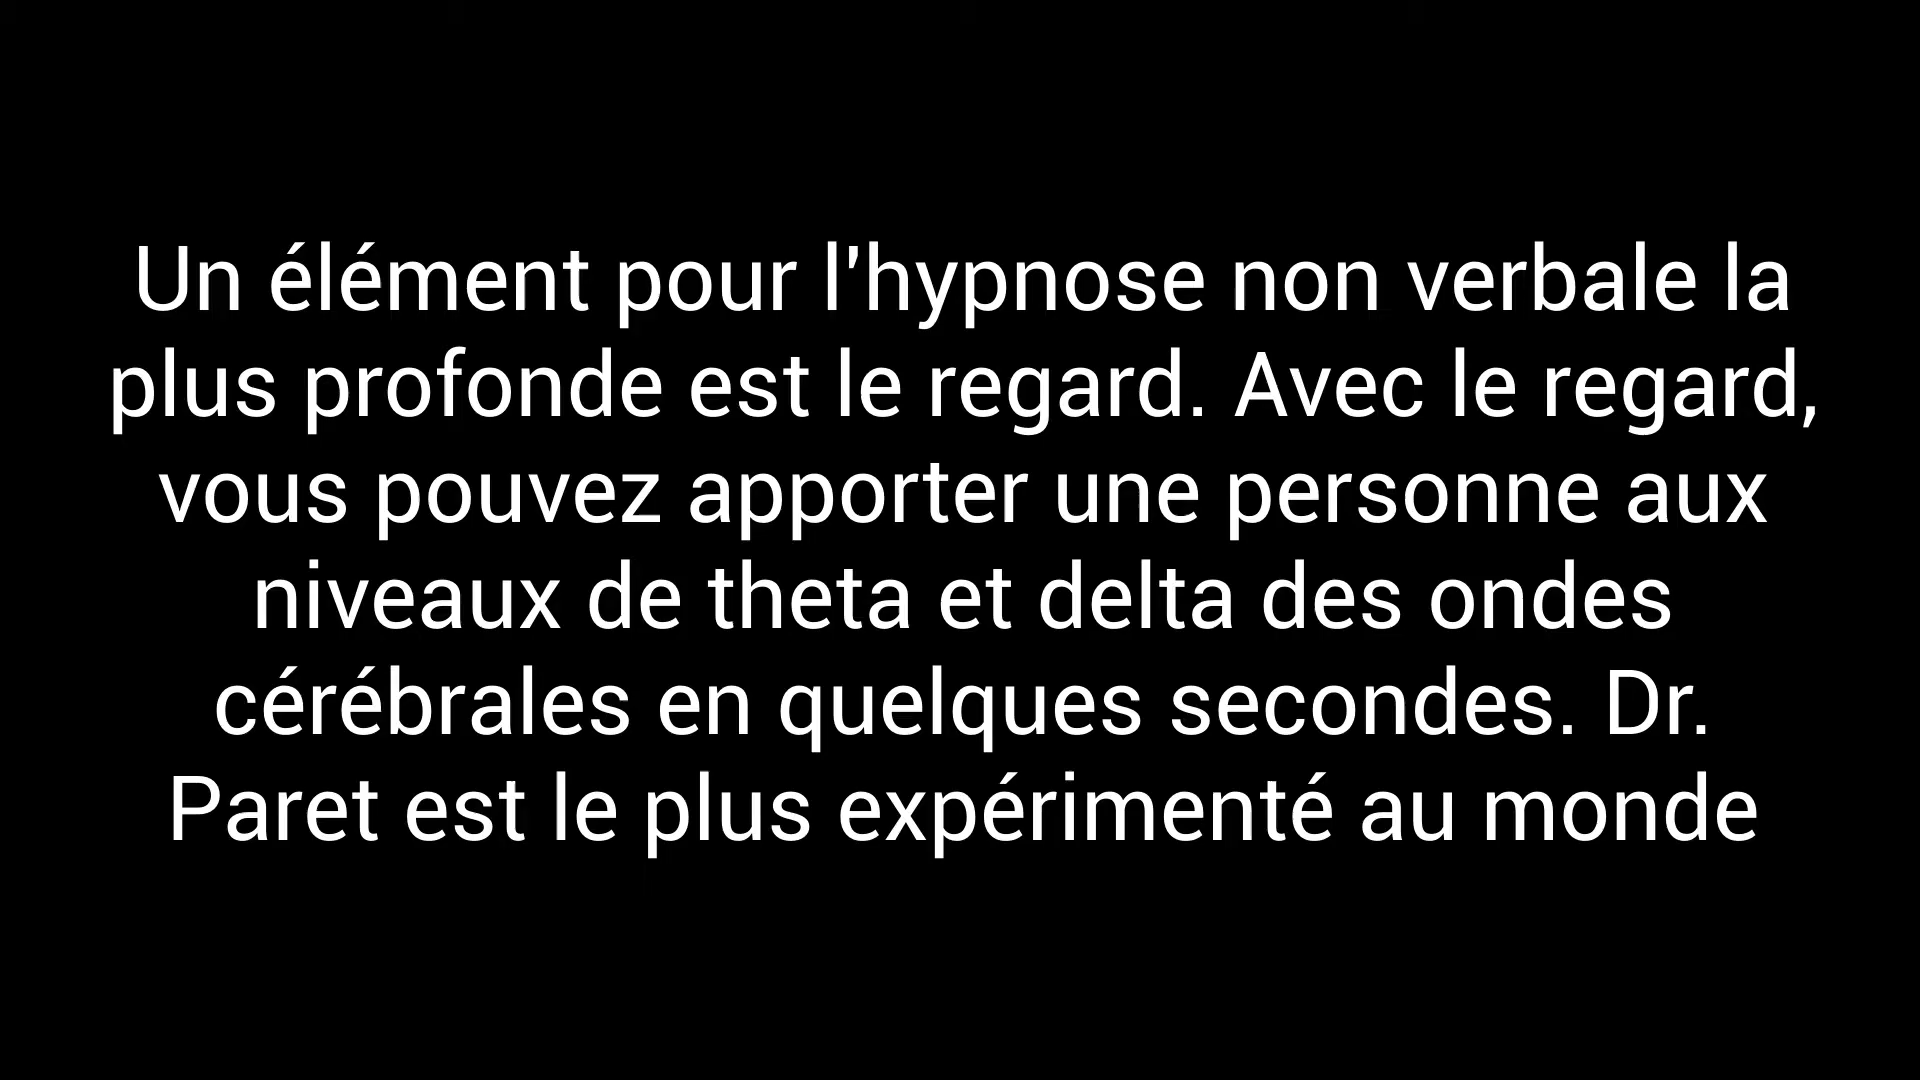 Un élément pour l'hypnose non verbale la
plus profonde est le regard. Avec le regard,
vous pouvez apporter une personne aux
niveaux de theta et delta des ondes
cérébrales en quelques secondes. Dr.
Paret est le plus expérimenté au monde